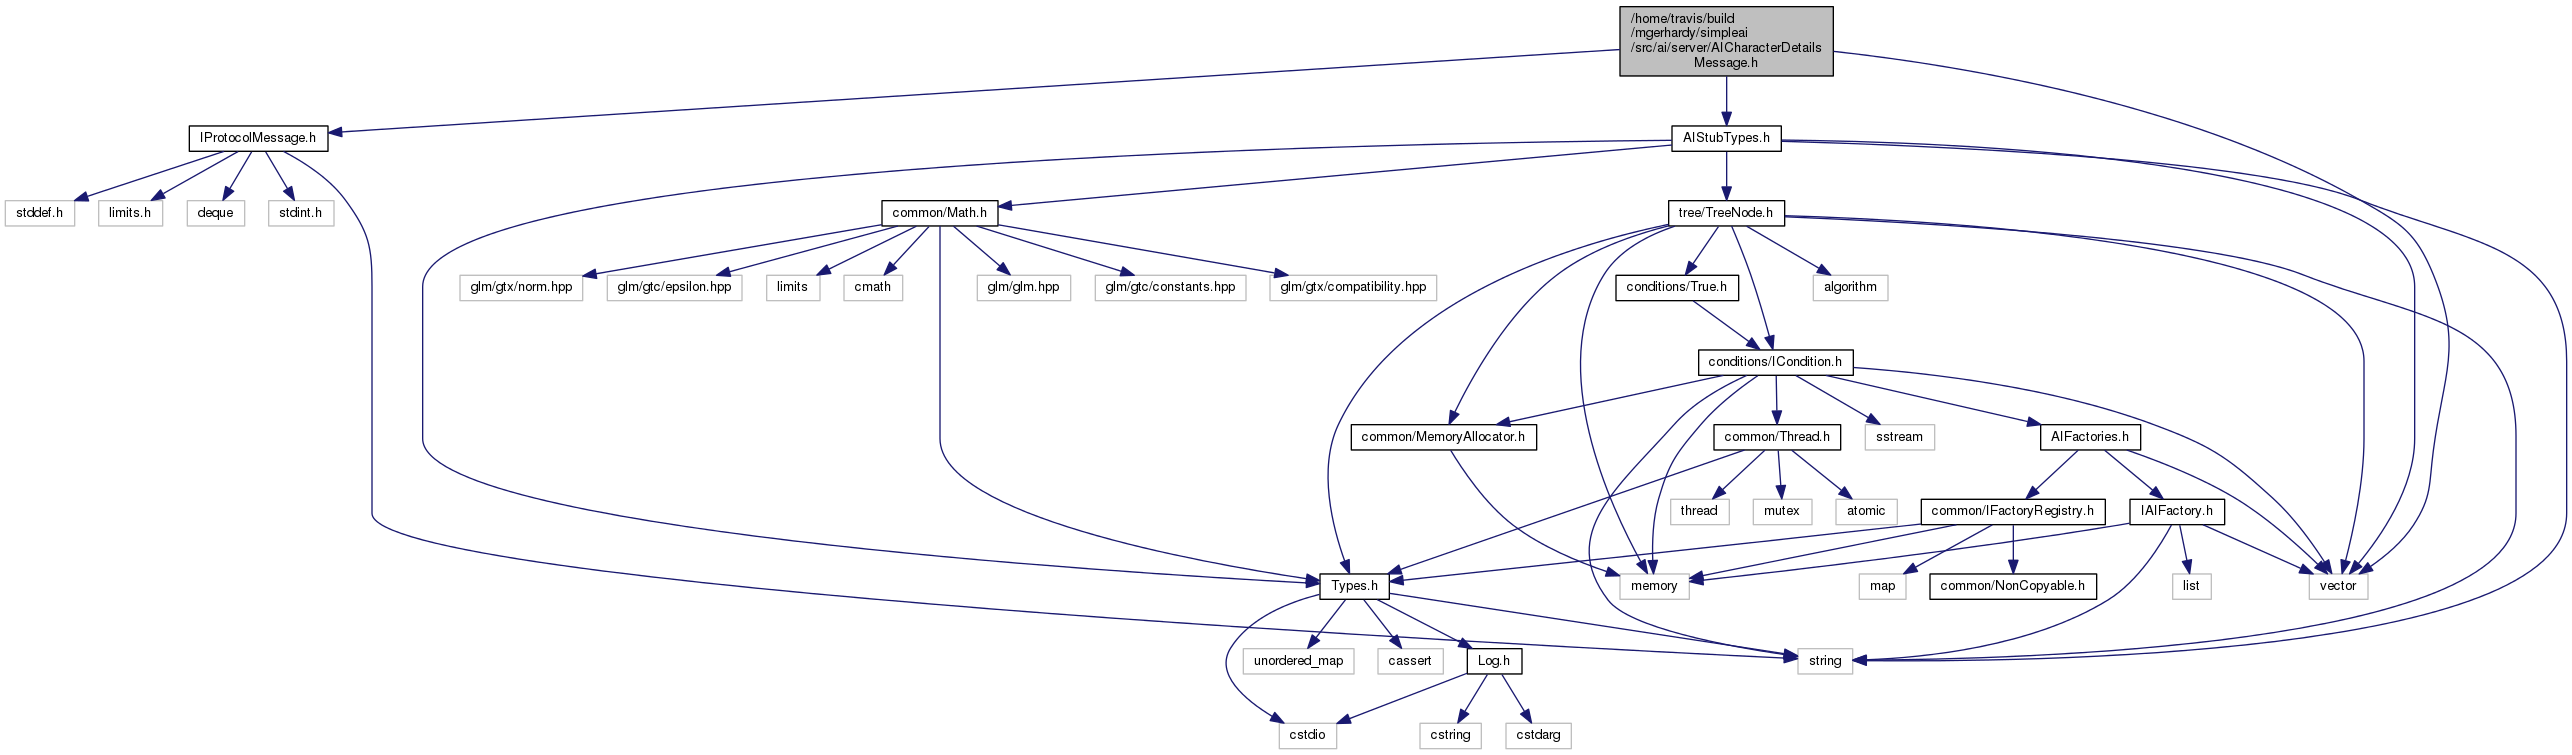 /home/travis/build
/mgerhardy/simpleai
/src/ai/server/AICharacterDetails
Message.h
IProtocolMessage.h
AIStubTypes.h
stddef.h
limits.h
deque
stdint.h
common/Math.h
tree/TreeNode.h
glm/gtx/norm.hpp
glm/gtc/epsilon.hpp
limits
cmath
glm/glm.hpp
glm/gtc/constants.hpp
glm/gtx/compatibility.hpp
conditions/True.h
algorithm
conditions/ICondition.h
common/MemoryAllocator.h
common/Thread.h
sstream
AIFactories.h
thread
mutex
atomic
common/IFactoryRegistry.h
IAIFactory.h
Types.h
memory
map
common/NonCopyable.h
list
vector
unordered_map
cassert
Log.h
string
cstdio
cstring
cstdarg